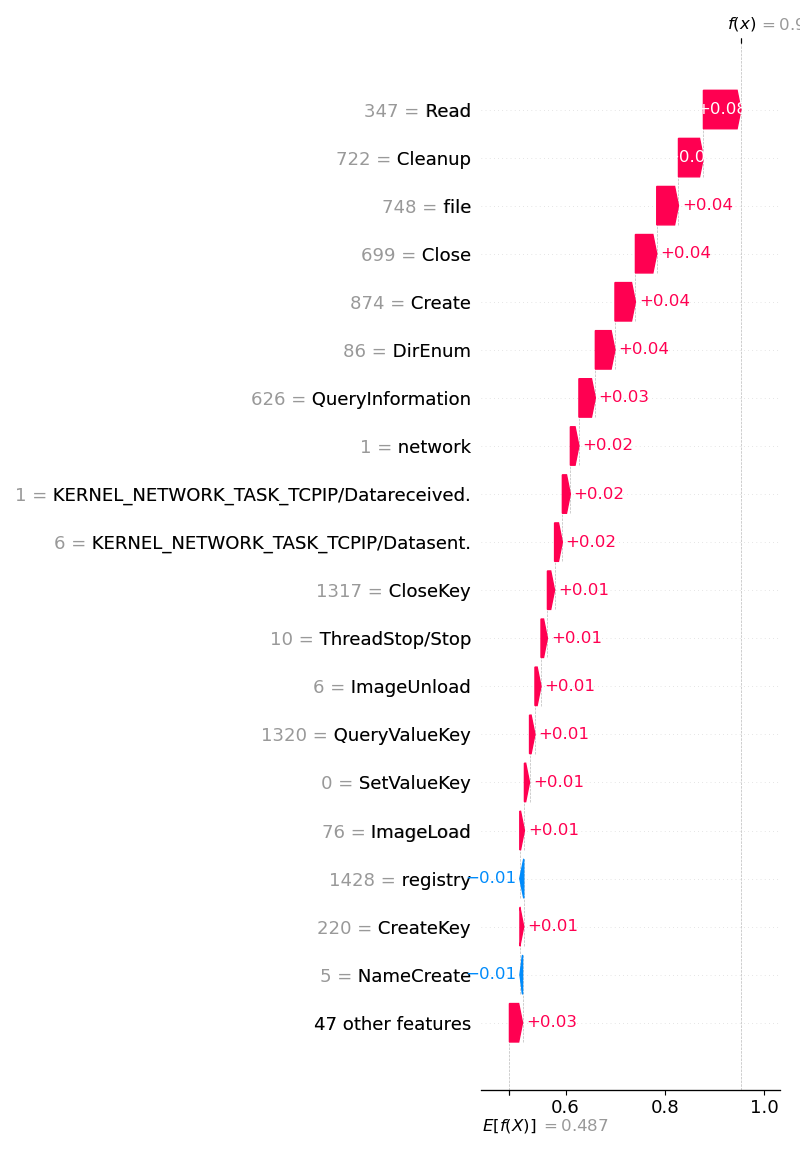 f(x) = 0.9
347 = Read +0.08
722 = Cleanup 0.0
748 = file +0.04
699 = Close +0.04
874 = Create +0.04
86 = DirEnum +0.04
626 = QueryInformation +0.03
1 = network +0.02
1 = KERNEL_NETWORK_TASK_TCPIP/Datareceived. +0.02
6 = KERNEL_NETWORK_TASK_TCPIP/Datasent. +0.02
1317 = CloseKey +0.01
10 = ThreadStop/Stop +0.01
6 = ImageUnload +0.01
1320 = QueryValueKey +0.01
0 = SetValueKey +0.01
76 = ImageLoad +0.01
1428 = registry −0.01
220 = CreateKey +0.01
5 = NameCreate −0.01
47 other features +0.03
0.6 0.8 1.0
E[f(X)] = 0.487